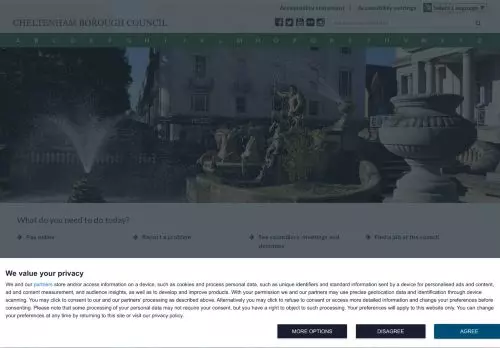 Accessibility statement | Accessibility settings Select Language
CHELTENHAM BOROUGH COUNCIL
What do you need to do today?
Pay online
Report a problem
See councillors, meetings and decisions
Find a job at the council
We value your privacy
We and our partners store and/or access information on a device, such as cookies and process personal data, such as unique identifiers and standard information sent by a device for personalised ads and content,
ad and content measurement, and audience insights, as well as to develop and improve products. With your permission we and our partners may use precise geolocation data and identification through device
scanning. You may click to consent to our and our partners' processing as described above. Alternatively you may click to refuse to consent or access more detailed information and change your preferences before
consenting. Please note that some processing of your personal data may not require your consent, but you have a right to object to such processing. Your preferences will apply to this website only. You can change
your preferences at any time by returning to this site or visit our privacy policy.
MORE OPTIONS
DISAGREE
AGREE